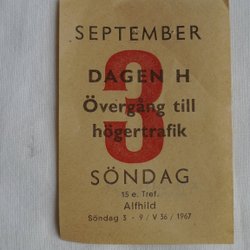 SEPTEMBER
3
DAGEN H
Övergång till
högertrafik
SÖNDAG
15 e. Tref.
Alfhild
Söndag 3 - 9 / V 36 / 1967